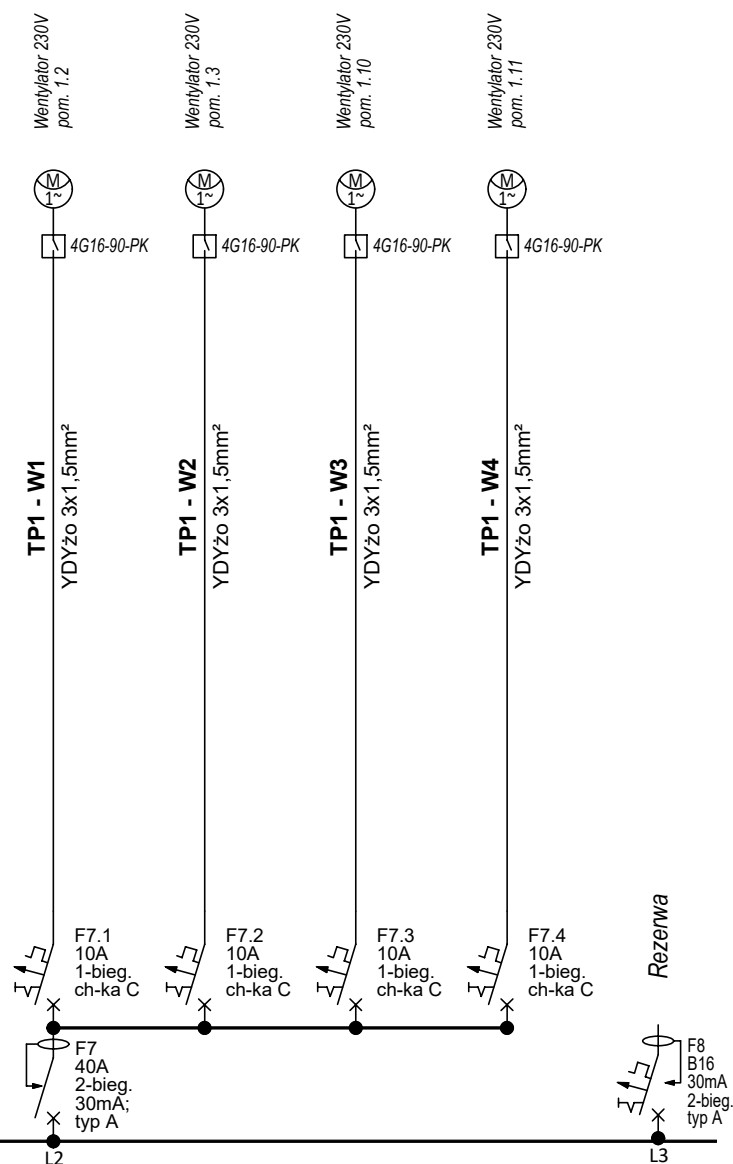 Wentylator 230V
pom. 1.2
Wentylator 230V
pom. 1.3
Wentylator 230V
pom. 1.10
Wentylator 230V
pom. 1.11
M
1~
M
1~
M
1~
M
1~
4G16-90-PK
4G16-90-PK
4G16-90-PK
4G16-90-PK
TP1 - W1
YDYżo 3x1,5mm²
TP1 - W2
YDYżo 3x1,5mm²
TP1 - W3
YDYżo 3x1,5mm²
TP1 - W4
YDYżo 3x1,5mm²
F7.1
10A
1-bieg.
ch-ka C
F7.2
10A
1-bieg.
ch-ka C
F7.3
10A
1-bieg.
ch-ka C
F7.4
10A
1-bieg.
ch-ka C
Rezerwa
F7
40A
2-bieg.
30mA;
typ A
F8
B16
30mA
2-bieg.
typ A
L2
L3